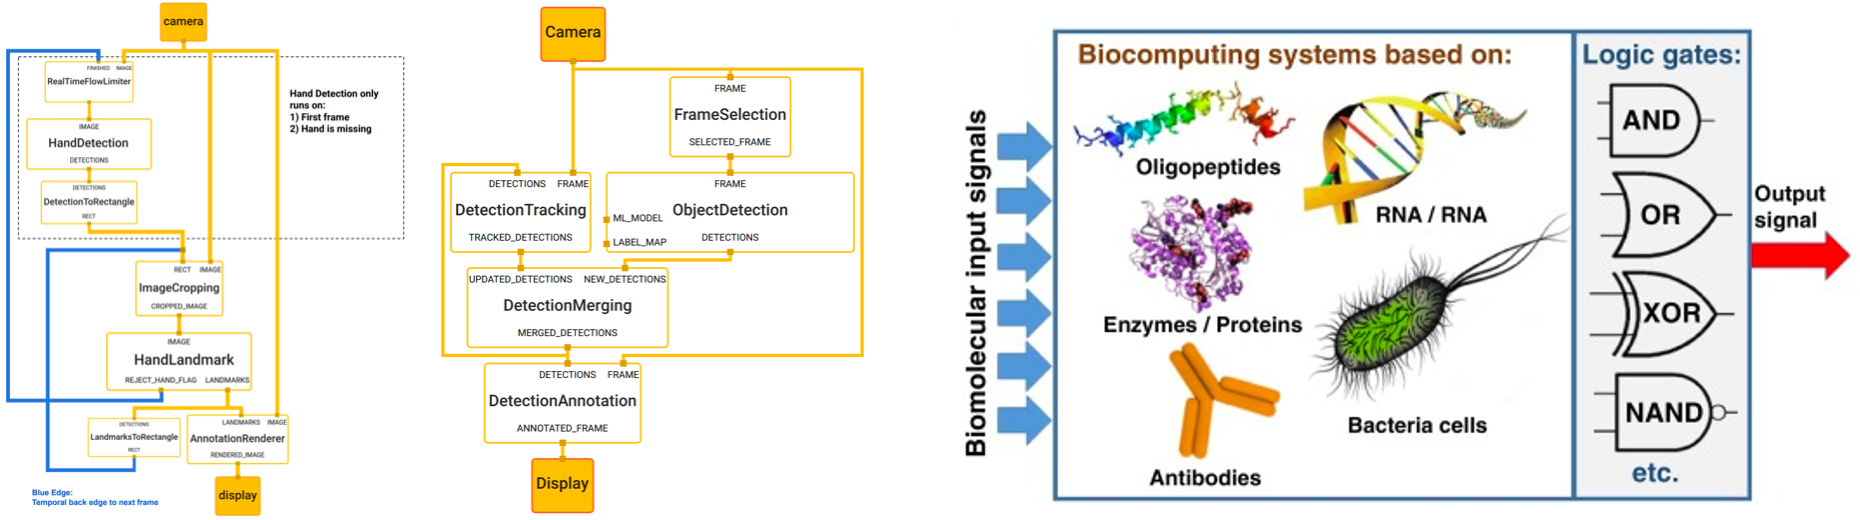 camera
FINISHED IMAGE
RealTimeFlowLimiter
IMAGE
HandDetection
DETECTIONS
DETECTIONS
DetectionToRectangle
RECT
Hand Detection only
runs on:
1) First frame
2) Hand is missing
RECT IMAGE
ImageCropping
CROPPED_IMAGE
IMAGE
HandLandmark
REJECT_HAND_FLAG LANDMARKS
DETECTIONS
LandmarksToRectangle
RECT
LANDMARKS IMAGE
AnnotationRenderer
RENDERED_IMAGE
display
Blue Edge:
Temporal back edge to next frame
Camera
FRAME
FrameSelection
SELECTED_FRAME
DETECTIONS FRAME
DetectionTracking
TRACKED_DETECTIONS
FRAME
ObjectDetection
ML_MODEL
LABEL_MAP
DETECTIONS
UPDATED_DETECTIONS NEW_DETECTIONS
DetectionMerging
MERGED_DETECTIONS
DETECTIONS FRAME
DetectionAnnotation
ANNOTATED_FRAME
Display
Biomolecular input signals
Biocomputing systems based on:
Oligopeptides
RNA / RNA
Enzymes / Proteins
Bacteria cells
Antibodies
Logic gates:
AND
OR
XOR
NAND
etc.
Output
signal